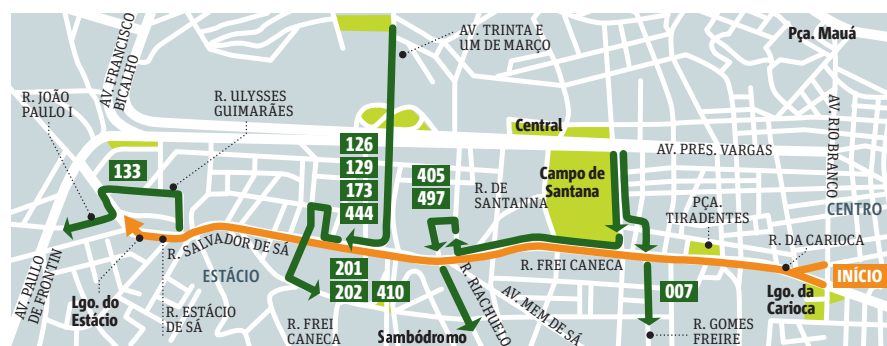 AV. FRANCISCO
BICALHO
AV. TRINTA E
UM DE MARÇO
Pça. Mauá
R. JOÃO
PAULO I
R. ULYSSES
GUIMARÃES
AV. RIO BRANCO
Central
AV. PRES. VARGAS
126
129
173
444
133
405
497
R. DE
SANTANNA
Campo de
Santana
PÇA.
TIRADENTES
CENTRO
R. DA CARIOCA
R. SALVADOR DE SÁ
ESTÁCIO
R. FREI CANECA
INÍCIO
AV. PAULO
DE FRONTIN
Lgo. do
Estácio
R. ESTÁCIO
DE SÁ
201
202
410
R. FREI
CANECA
R. RIACHUELO
AV. MEM DE SÁ
007
Lgo. da
Carioca
Sambódromo
R. GOMES
FREIRE